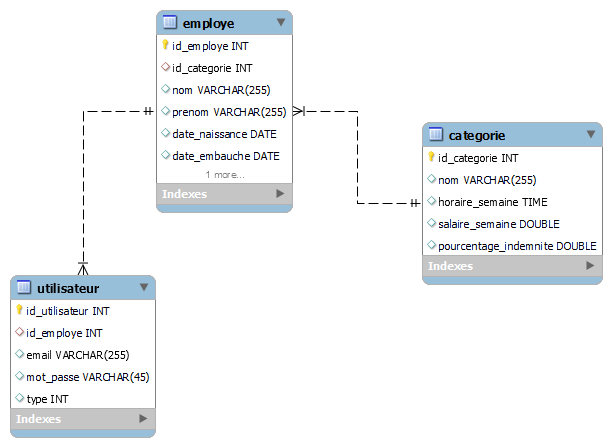 employe
id_employe INT
id_categorie INT
nom VARCHAR(255)
prenom VARCHAR(255)
date_naissance DATE
date_embauche DATE
1 more...
Indexes
categorie
id_categorie INT
nom VARCHAR(255)
horaire_semaine TIME
salaire_semaine DOUBLE
pourcentage_indemnite DOUBLE
Indexes
utilisateur
id_utilisateur INT
id_employe INT
email VARCHAR(255)
mot_passe VARCHAR(45)
type INT
Indexes